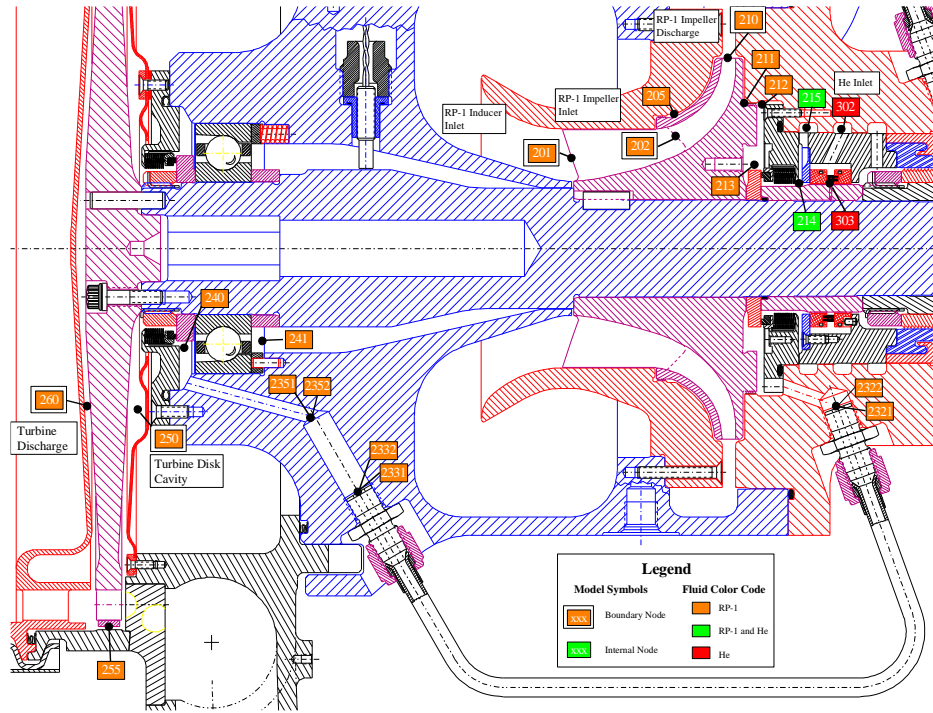 RP-1 Impeller
Discharge
210
211
212
He Inlet
215
302
RP-1 Inducer
Inlet
RP-1 Impeller
Inlet
205
201
202
213
214
303
240
241
2351
2352
260
Turbine
Discharge
250
Turbine Disk
Cavity
2332
2331
2322
2321
255
Legend
Model Symbols
Fluid Color Code
xxx
Boundary Node
xxx
Internal Node
RP-1
RP-1 and He
He